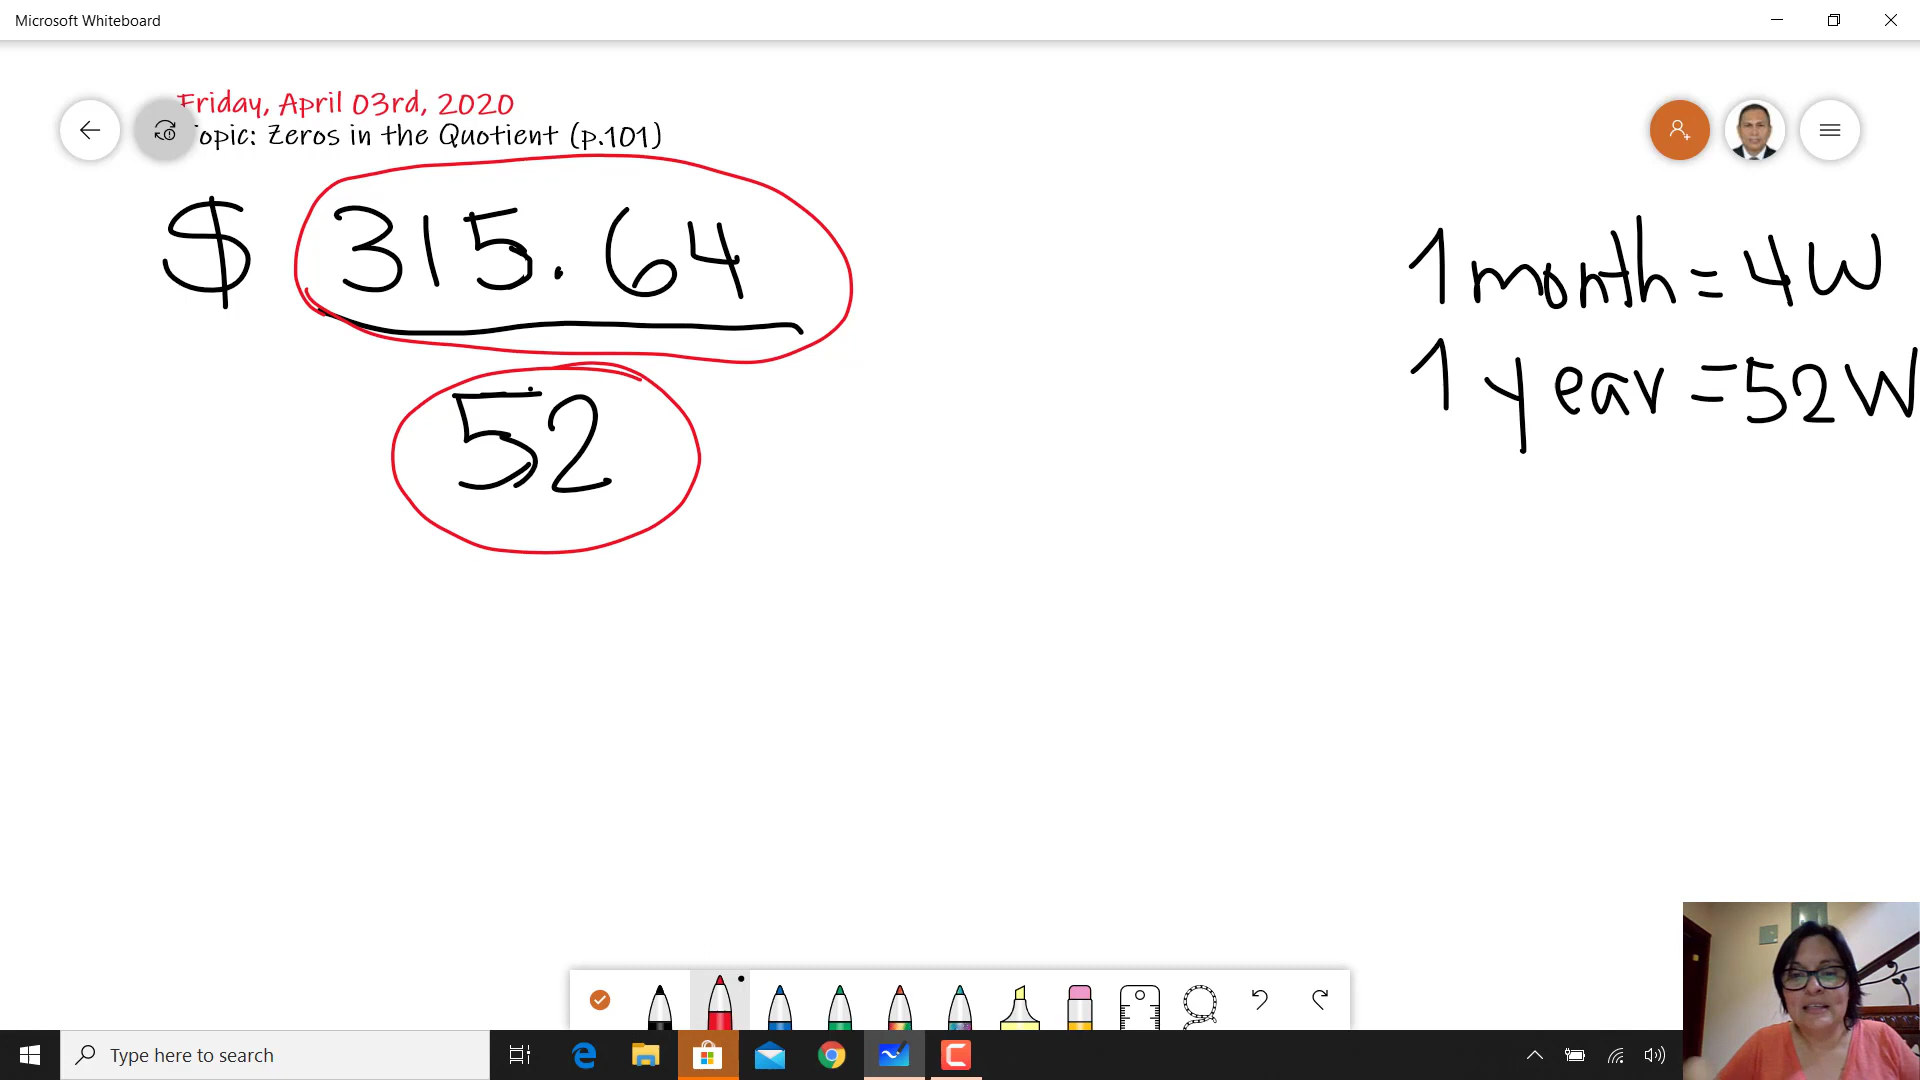 Microsoft Whiteboard
Friday, April 03rd, 2020
Topic: Zeros in the Quotient (p.101)
$ 315.64
52
1 month = 4W
1 year = 52W
Type here to search